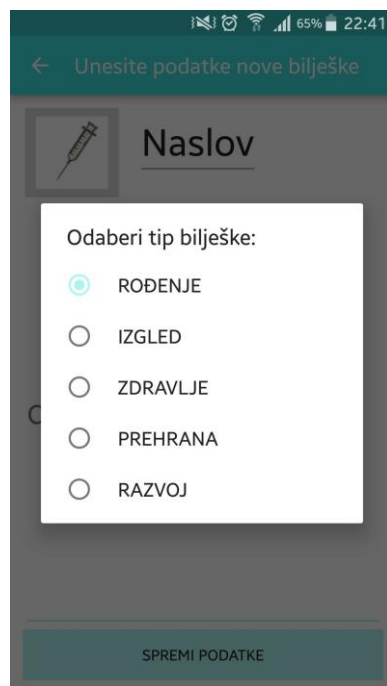 65% 22:41
Unesite podatke nove bilješke
Naslov
Odaberi tip bilješke:
ROĐENJE
IZGLED
ZDRAVLJE
PREHRANA
RAZVOJ
SPREMI PODATKE